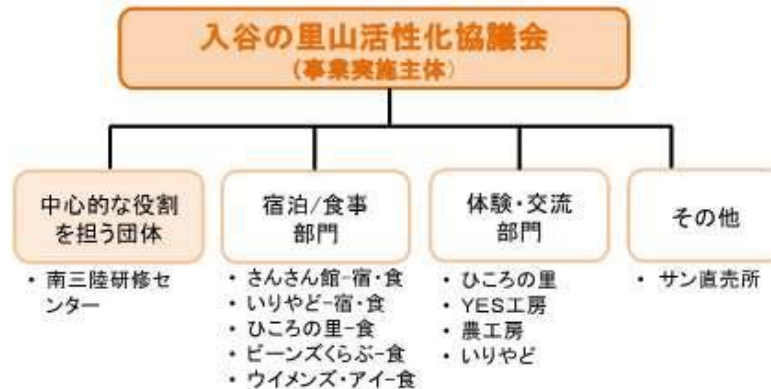 入谷の里山活性化協議会
(事業実施主体)
中心的な役割
を担う団体
・ 南三陸研修セ
ンター
宿泊/食事
部門
・ さんさん館-宿・食
・ いりやど-宿・食
・ ひころの里-食
・ ビーンズくらぶ-食
・ ウイメンズ・アイ-食
体験・交流
部門
・ ひころの里
・ YES工房
・ 農工房
・ いりやど
その他
・ サン直売所